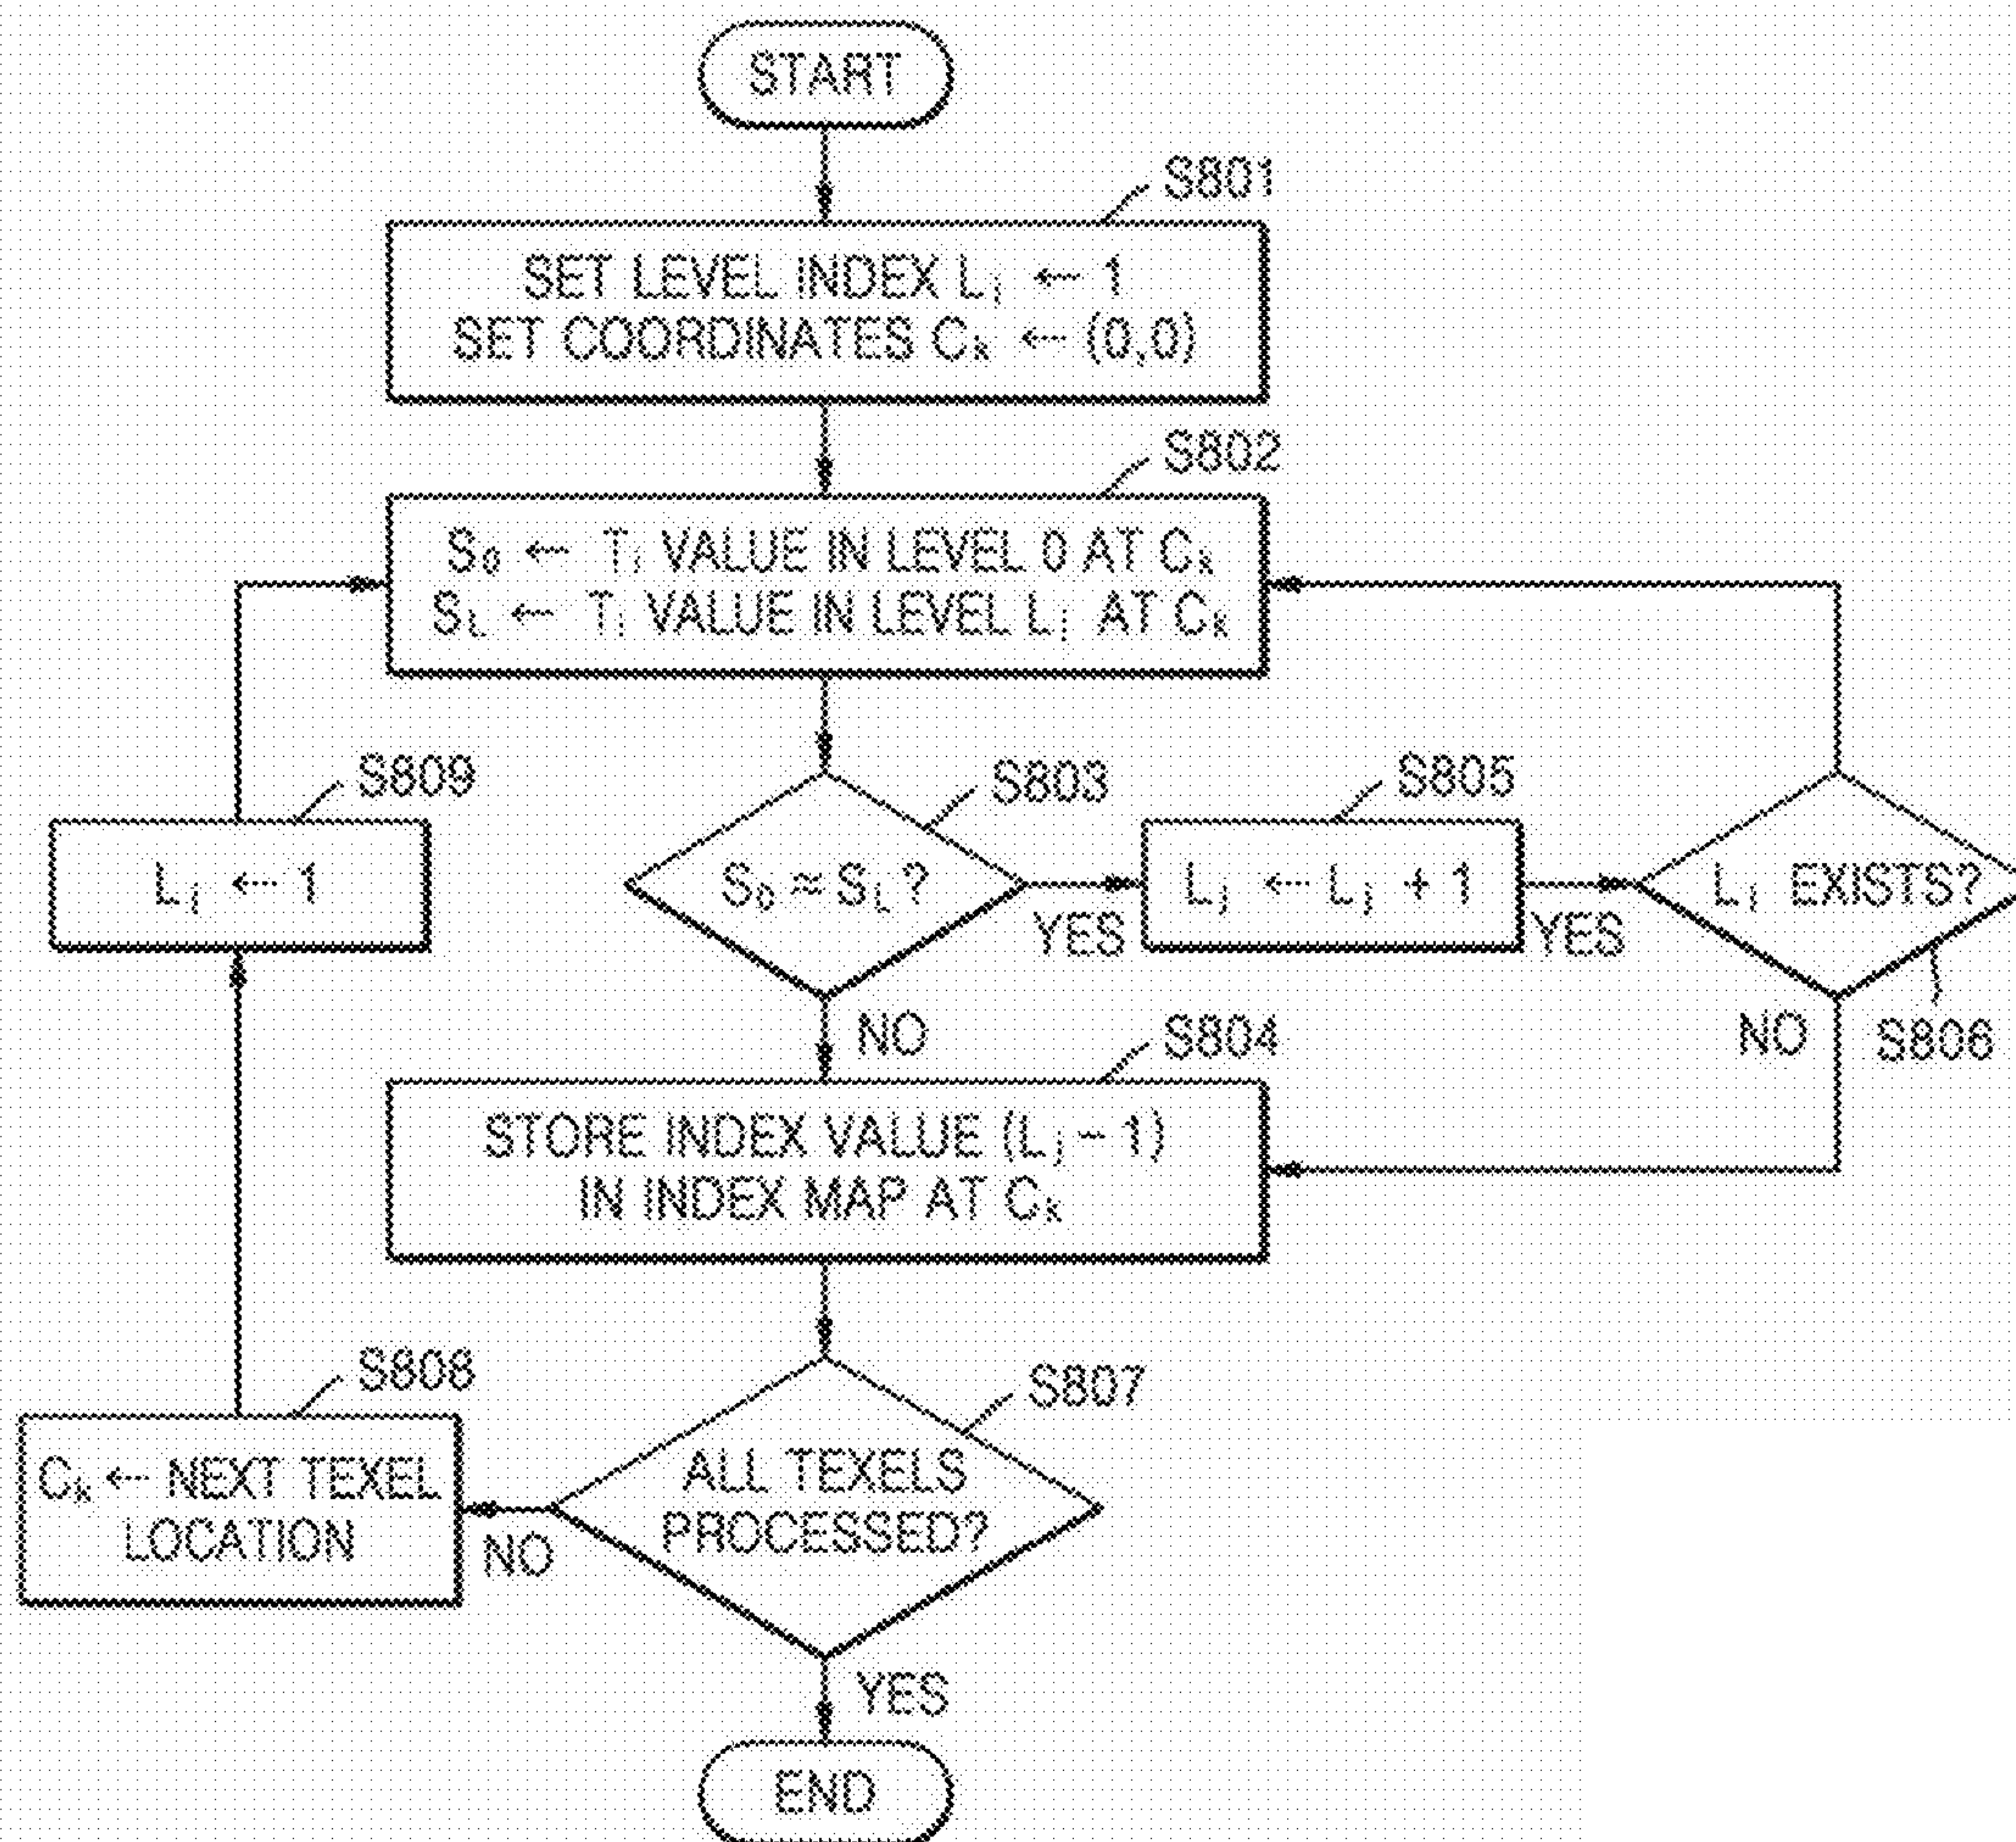 START
S801
SET LEVEL INDEX Lj ← 1
SET COORDINATES Ck ← (0,0)
S802
S0 ← Ti VALUE IN LEVEL 0 AT Ck
SL ← Ti VALUE IN LEVEL Lj AT Ck
S809
Lj ← 1
S803
S0 ≈ SL ?
YES
S805
Lj ← Lj + 1
YES
Lj EXISTS?
S806
NO
NO
S804
STORE INDEX VALUE (Lj – 1)
IN INDEX MAP AT Ck
S808
Ck ← NEXT TEXEL
LOCATION
NO
S807
ALL TEXELS
PROCESSED?
YES
END